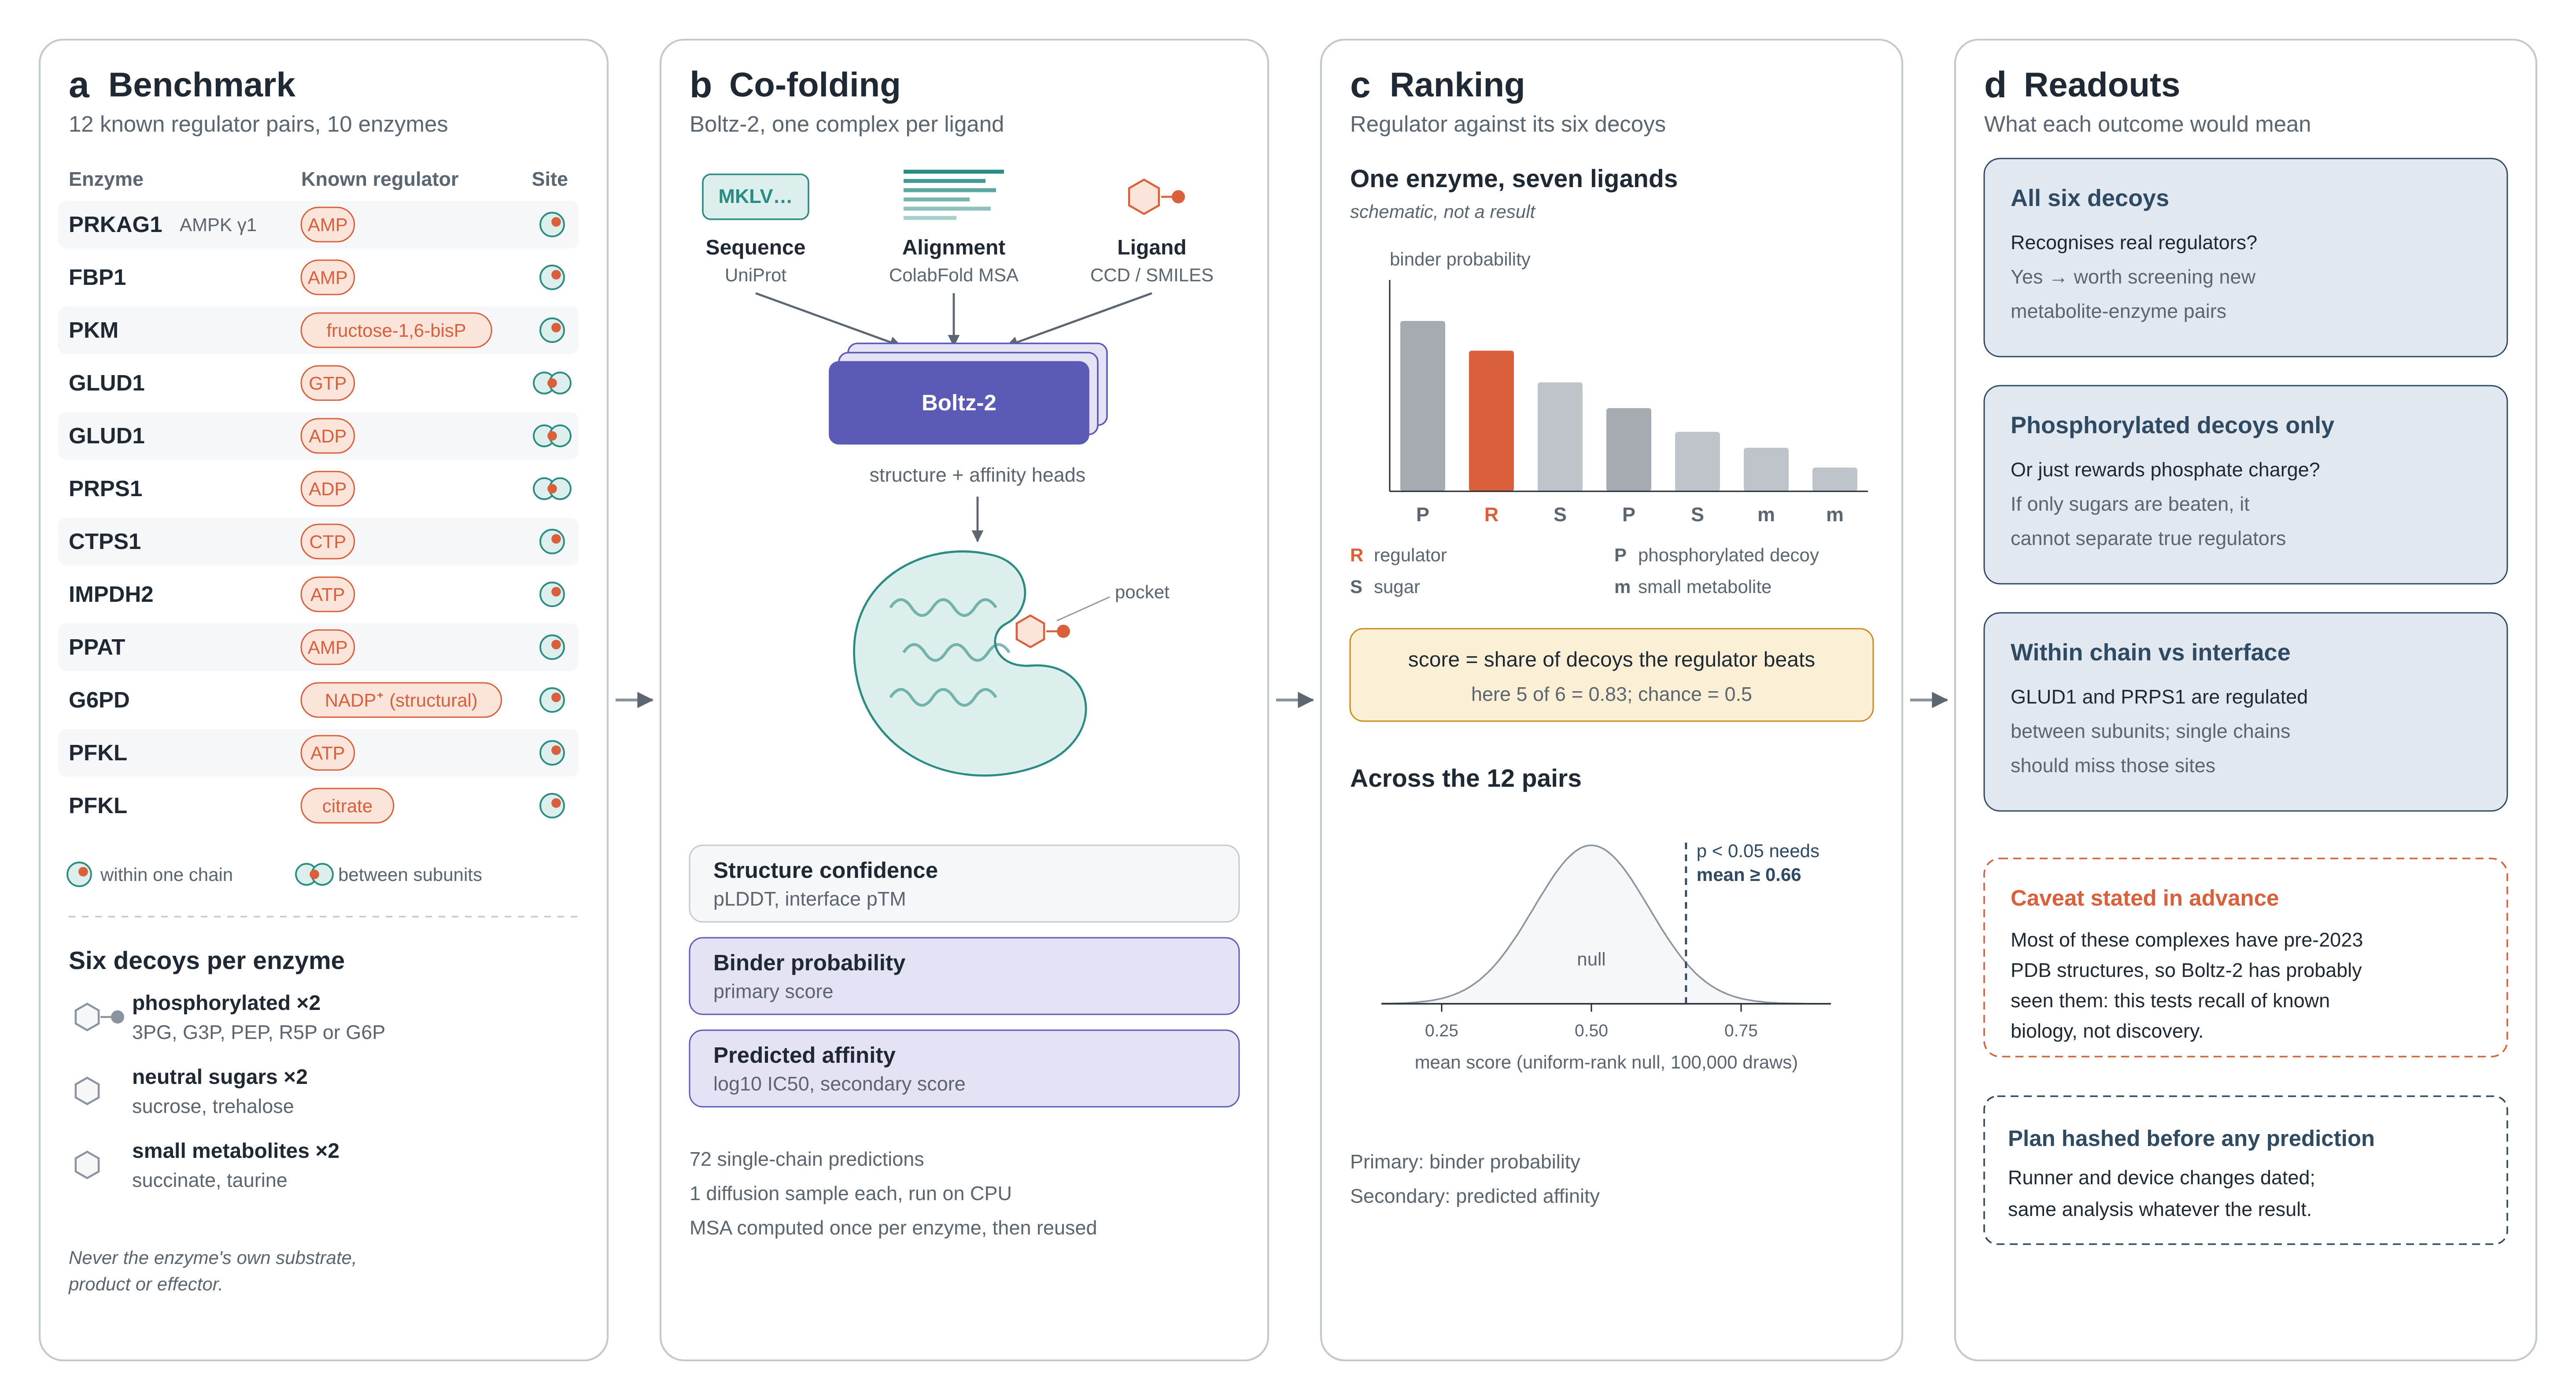 a Benchmark
12 known regulator pairs, 10 enzymes
Enzyme Known regulator Site
PRKAG1 AMPK γ1 AMP
FBP1 AMP
PKM fructose-1,6-bisP
GLUD1 GTP
GLUD1 ADP
PRPS1 ADP
CTPS1 CTP
IMPDH2 ATP
PPAT AMP
G6PD NADP⁺ (structural)
PFKL ATP
PFKL citrate
within one chain between subunits
Six decoys per enzyme
phosphorylated ×2
3PG, G3P, PEP, R5P or G6P
neutral sugars ×2
sucrose, trehalose
small metabolites ×2
succinate, taurine
Never the enzyme's own substrate,
product or effector.
b Co-folding
Boltz-2, one complex per ligand
MKLV...
Sequence Alignment Ligand
UniProt ColabFold MSA CCD / SMILES
Boltz-2
structure + affinity heads
pocket
Structure confidence
pLDDT, interface pTM
Binder probability
primary score
Predicted affinity
log10 IC50, secondary score
72 single-chain predictions
1 diffusion sample each, run on CPU
MSA computed once per enzyme, then reused
c Ranking
Regulator against its six decoys
One enzyme, seven ligands
schematic, not a result
binder probability
P R S P S m m
R regulator P phosphorylated decoy
S sugar m small metabolite
score = share of decoys the regulator beats
here 5 of 6 = 0.83; chance = 0.5
Across the 12 pairs
p < 0.05 needs
mean ≥ 0.66
null
0.25 0.50 0.75
mean score (uniform-rank null, 100,000 draws)
Primary: binder probability
Secondary: predicted affinity
d Readouts
What each outcome would mean
All six decoys
Recognises real regulators?
Yes → worth screening new
metabolite-enzyme pairs
Phosphorylated decoys only
Or just rewards phosphate charge?
If only sugars are beaten, it
cannot separate true regulators
Within chain vs interface
GLUD1 and PRPS1 are regulated
between subunits; single chains
should miss those sites
Caveat stated in advance
Most of these complexes have pre-2023
PDB structures, so Boltz-2 has probably
seen them: this tests recall of known
biology, not discovery.
Plan hashed before any prediction
Runner and device changes dated;
same analysis whatever the result.